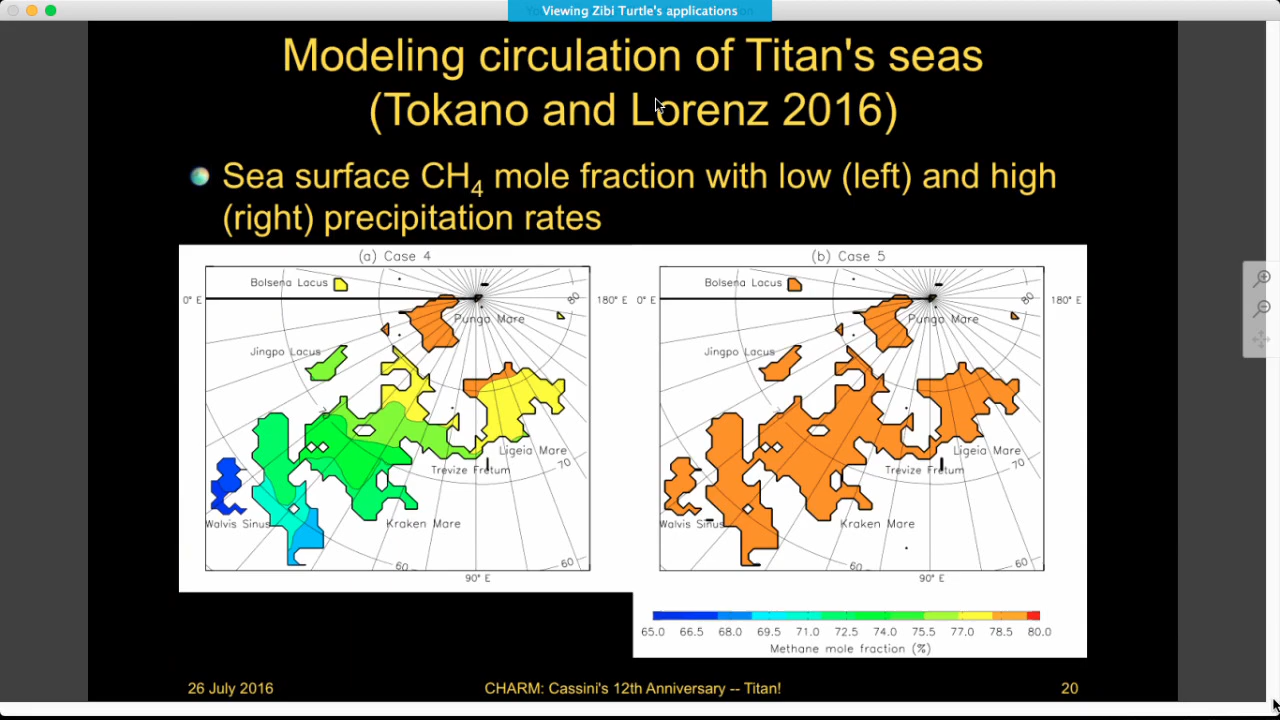 Viewing Zibi Turtle's applications
Modeling circulation of Titan's seas
(Tokano and Lorenz 2016)
Sea surface CH4 mole fraction with low (left) and high
(right) precipitation rates
(a) Case 4
Bolsena Lacus
0° E
180° E
80
Punga Mare
Jingpo Lacus
Ligeia Mare
70
Trevize Fretum
Walvis Sinus
Kraken Mare
60
60
90° E
(b) Case 5
Bolsena Lacus
0° E
180° E
80
Punga Mare
Jingpo Lacus
Ligeia Mare
70
Trevize Fretum
Walvis Sinus
Kraken Mare
60
60
90° E
65.0 66.5 68.0 69.5 71.0 72.5 74.0 75.5 77.0 78.5 80.0
Methane mole fraction (%)
26 July 2016
CHARM: Cassini's 12th Anniversary -- Titan!
20